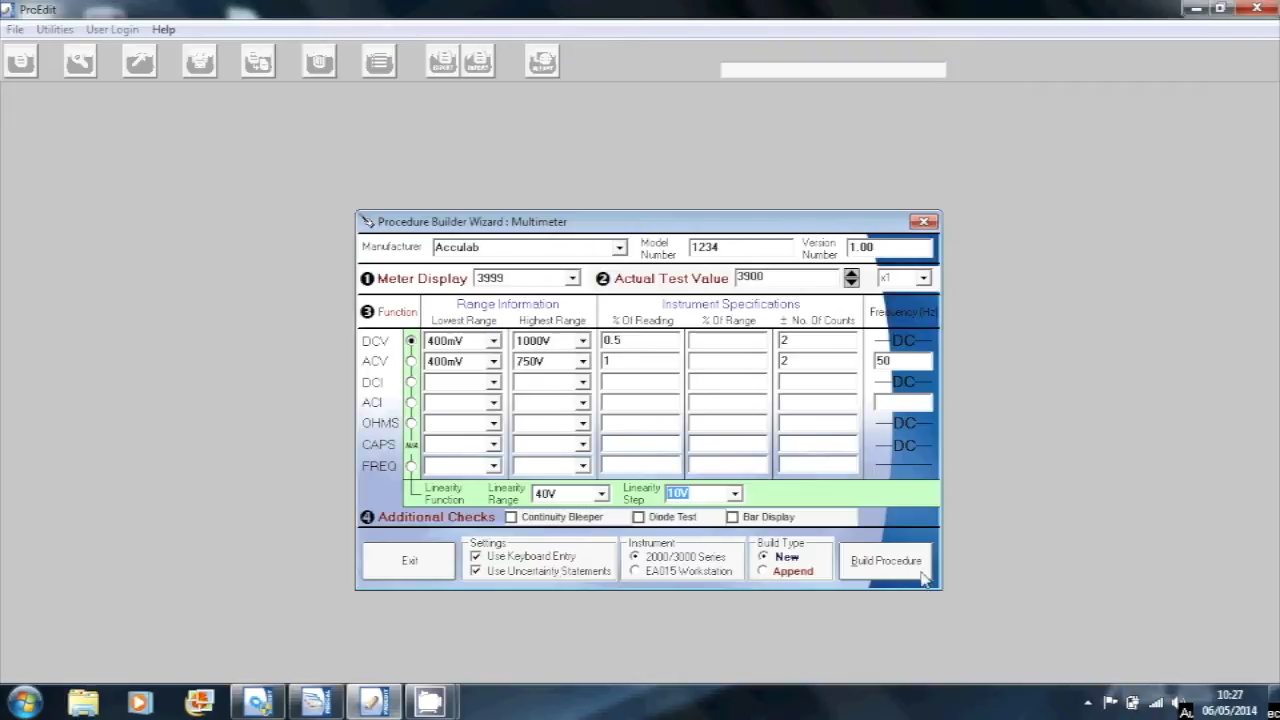 ProEdit
File Utilities User Login Help
Procedure Builder Wizard : Multimeter
Manufacturer Acculab Model Number 1234 Version Number 1.00
1 Meter Display 3999 2 Actual Test Value 3900 x1
3 Function Range Information Instrument Specifications Frequency (Hz)
Lowest Range Highest Range % Of Reading % Of Range ± No. Of Counts
DCV 400mV 1000V 0.5 2 DC
ACV 400mV 750V 1 2 50
DCI DC
ACI
OHMS DC
CAPS N/A DC
FREQ
Linearity Function Linearity Range 40V Linearity Step 10V
4 Additional Checks Continuity Bleeper Diode Test Bar Display
Settings Instrument Build Type
Exit Use Keyboard Entry 2000/3000 Series New Build Procedure
Use Uncertainty Statements EA015 Workstation Append
10:27
06/05/2014